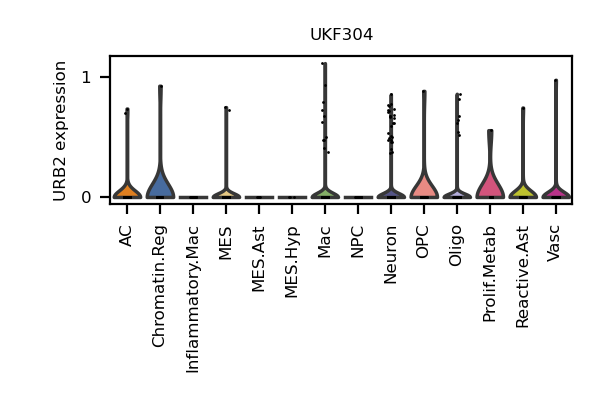 UKF304
URB2 expression
1
0
AC
Chromatin.Reg
Inflammatory.Mac
MES
MES.Ast
MES.Hyp
Mac
NPC
Neuron
OPC
Oligo
Prolif.Metab
Reactive.Ast
Vasc